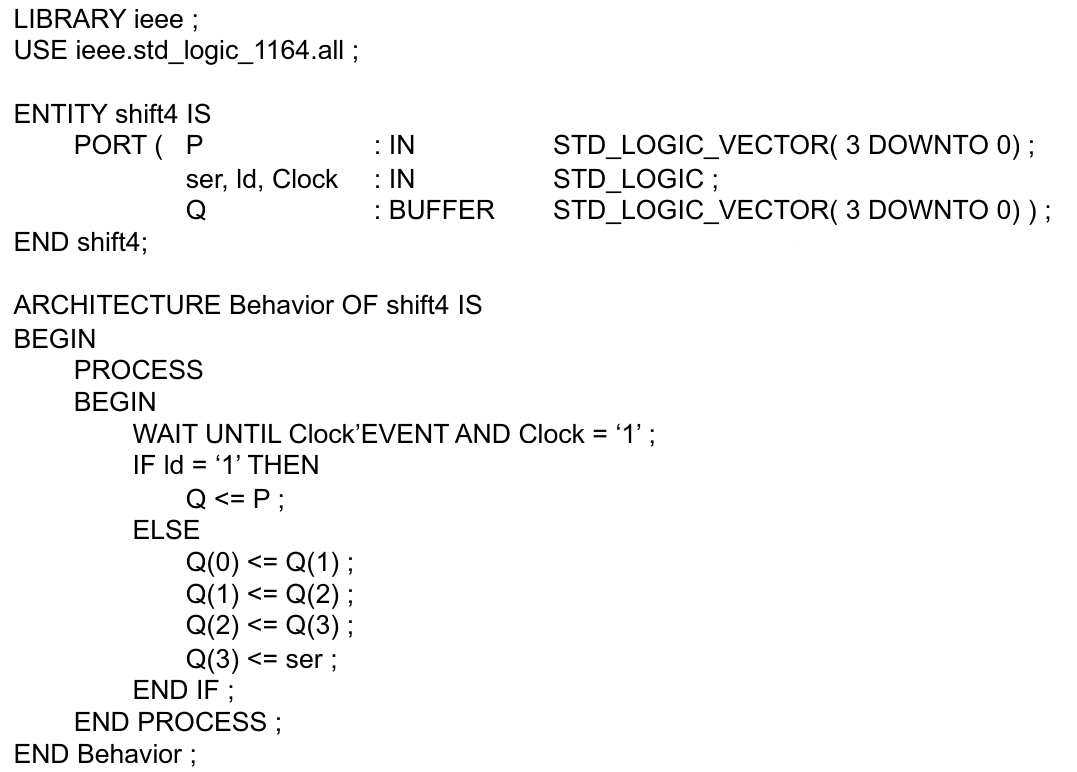 LIBRARY ieee ;
USE ieee.std_logic_1164.all ;
ENTITY shift4 IS
PORT ( P : IN STD_LOGIC_VECTOR( 3 DOWNTO 0) ;
ser, ld, Clock : IN STD_LOGIC ;
Q : BUFFER STD_LOGIC_VECTOR( 3 DOWNTO 0) ) ;
END shift4;
ARCHITECTURE Behavior OF shift4 IS
BEGIN
PROCESS
BEGIN
WAIT UNTIL Clock’EVENT AND Clock = ‘1’ ;
IF ld = ‘1’ THEN
Q <= P ;
ELSE
Q(0) <= Q(1) ;
Q(1) <= Q(2) ;
Q(2) <= Q(3) ;
Q(3) <= ser ;
END IF ;
END PROCESS ;
END Behavior ;